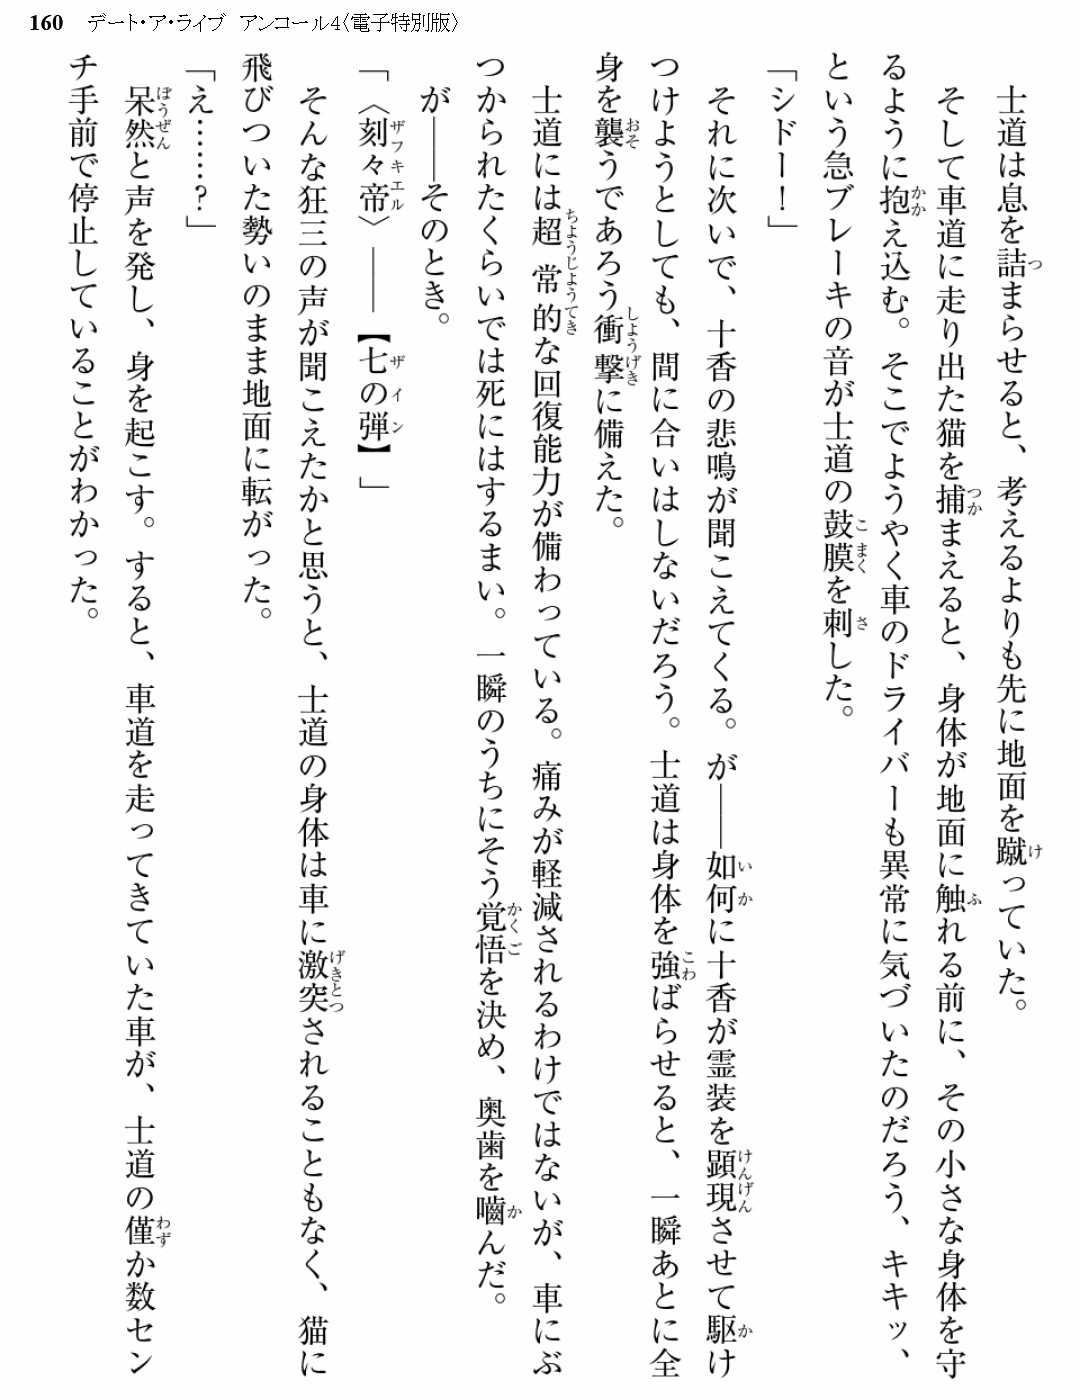 160 デート・ア・ライブ アンコール4〈電子特別版〉
士道は息を詰まらせると、考えるよりも先に地面を蹴っていた。
そして車道に走り出た猫を捕まえると、身体が地面に触れる前に、その小さな身体を守
るように抱え込む。そこでようやく車のドライバーも異常に気づいたのだろう、キキッ、
という急ブレーキの音が士道の鼓膜を刺した。
「シドー！」
それに次いで、十香の悲鳴が聞こえてくる。が――如何に十香が霊装を顕現させて駆け
つけようとしても、間に合いはしないだろう。士道は身体を強ばらせると、一瞬あとに全
身を襲うであろう衝撃に備えた。
士道には超常的な回復能力が備わっている。痛みが軽減されるわけではないが、車にぶ
つかられたくらいでは死にはするまい。一瞬のうちにそう覚悟を決め、奥歯を嚙んだ。
が――そのとき。
「〈刻々帝〉――【七の弾】」
そんな狂三の声が聞こえたかと思うと、士道の身体は車に激突されることもなく、猫に
飛びついた勢いのまま地面に転がった。
「え……？」
呆然と声を発し、身を起こす。すると、車道を走ってきていた車が、士道の僅か数セン
チ手前で停止していることがわかった。